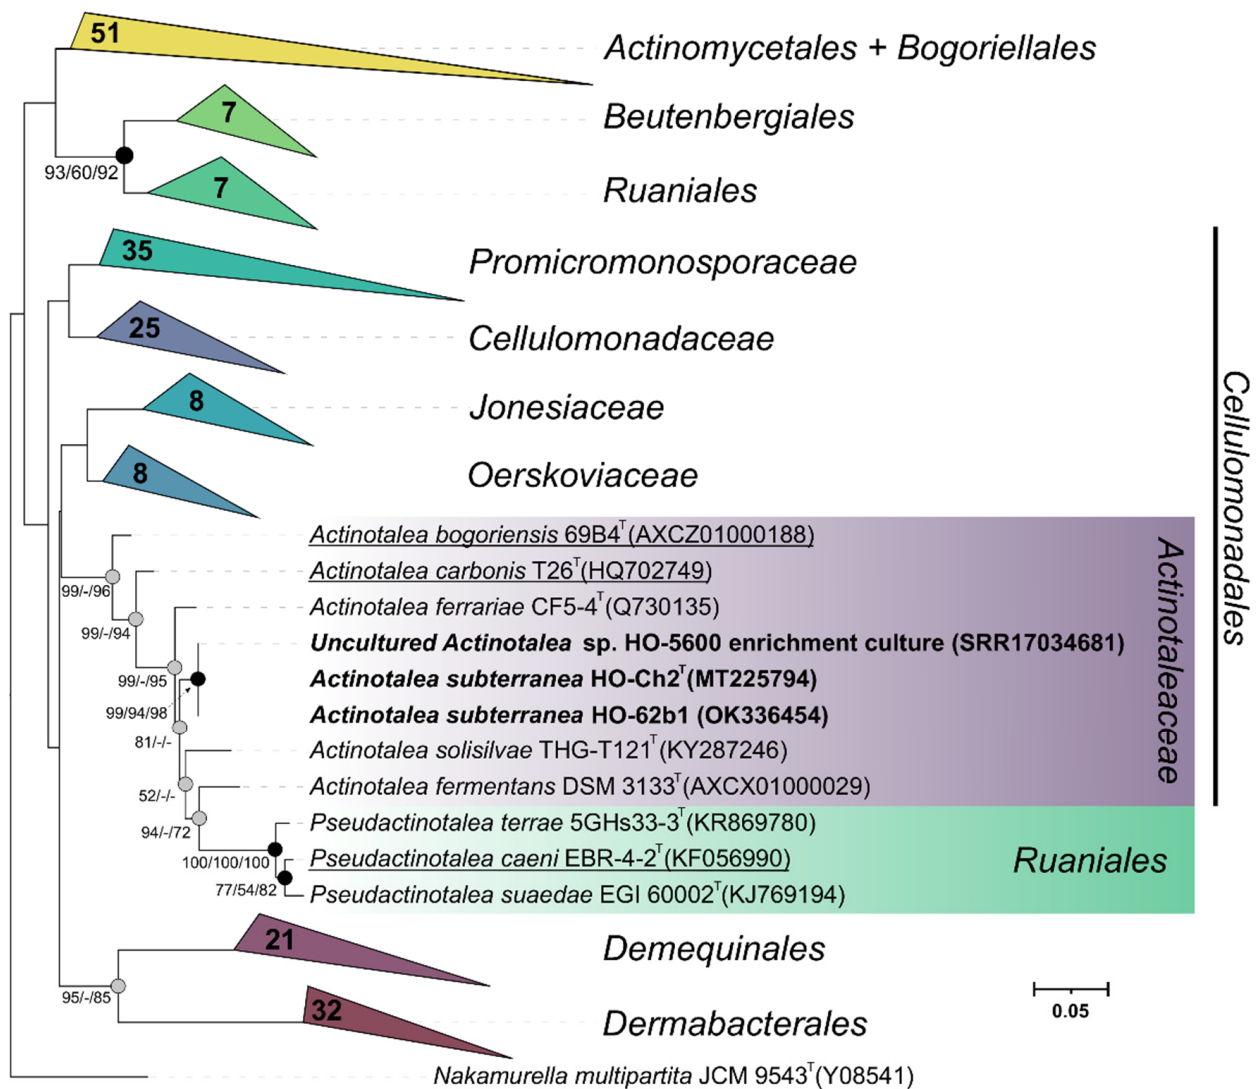 51
Actinomycetales + Bogoriellales
7
Beutenbergiales
93/60/92
7
Ruaniales
35
Promicromonosporaceae
25
Cellulomonadaceae
8
Jonesiaceae
8
Oerskoviaceae
Cellulomonadales
Actinotalea bogoriensis 69B4T(AXCZ01000188)
99/-/96
Actinotalea carbonis T26T(HQ702749)
99/-/94
Actinotalea ferrariae CF5-4T(Q730135)
Uncultured Actinotalea sp. HO-5600 enrichment culture (SRR17034681)
99/-/95
Actinotalea subterranea HO-Ch2T(MT225794)
99/94/98
Actinotalea subterranea HO-62b1 (OK336454)
81/-/-
Actinotalea solisilvae THG-T121T(KY287246)
52/-/-
Actinotalea fermentans DSM 3133T(AXCX01000029)
Actinotaleaceae
94/-/72
Pseudactinotalea terrae 5GHs33-3T(KR869780)
100/100/100
Pseudactinotalea caeni EBR-4-2T(KF056990)
77/54/82
Pseudactinotalea suaedae EGI 60002T(KJ769194)
Ruaniales
21
Demequinales
95/-/85
32
Dermabacterales
0.05
Nakamurella multipartita JCM 9543T(Y08541)